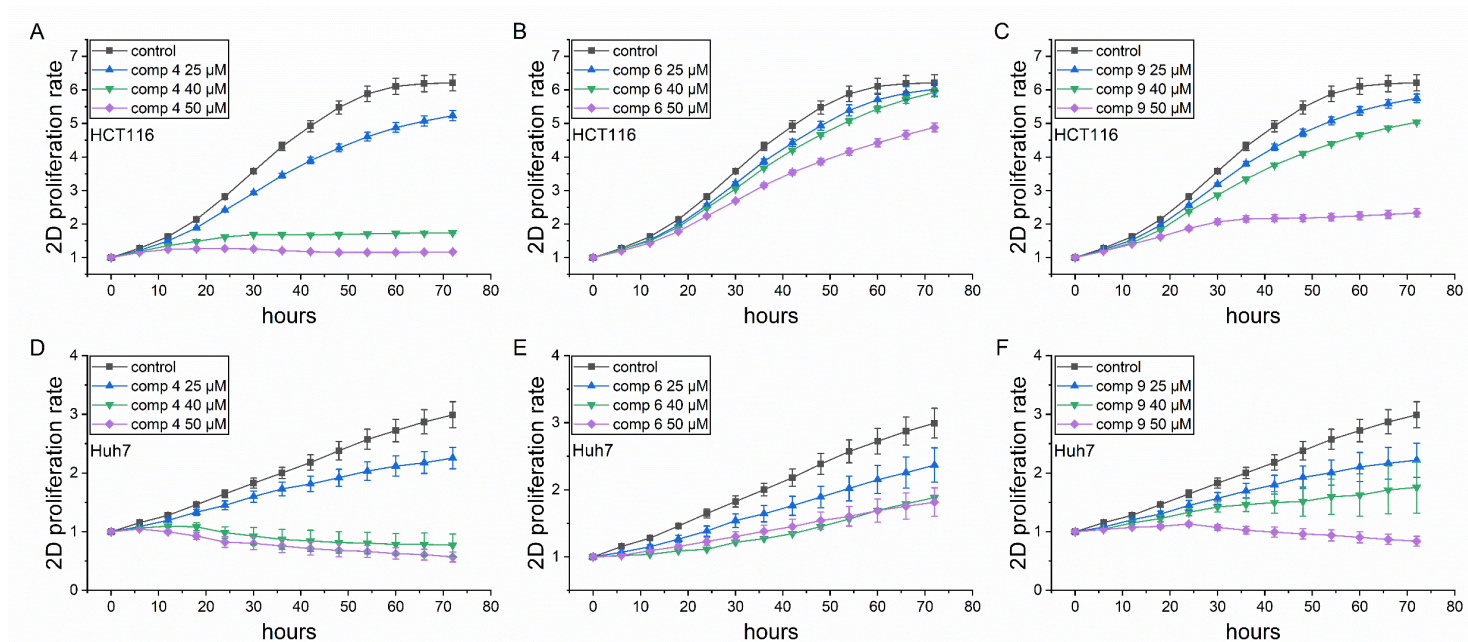 A
control
comp 4 25 µM
comp 4 40 µM
comp 4 50 µM
HCT116
2D proliferation rate
7
6
5
4
3
2
1
0 10 20 30 40 50 60 70 80
hours
B
control
comp 6 25 µM
comp 6 40 µM
comp 6 50 µM
HCT116
2D proliferation rate
7
6
5
4
3
2
1
0 10 20 30 40 50 60 70 80
hours
C
control
comp 9 25 µM
comp 9 40 µM
comp 9 50 µM
HCT116
2D proliferation rate
7
6
5
4
3
2
1
0 10 20 30 40 50 60 70 80
hours
D
control
comp 4 25 µM
comp 4 40 µM
comp 4 50 µM
Huh7
2D proliferation rate
4
3
2
1
0
0 10 20 30 40 50 60 70 80
hours
E
control
comp 6 25 µM
comp 6 40 µM
comp 6 50 µM
Huh7
2D proliferation rate
4
3
2
1
0 10 20 30 40 50 60 70 80
hours
F
control
comp 9 25 µM
comp 9 40 µM
comp 9 50 µM
Huh7
2D proliferation rate
4
3
2
1
0
0 10 20 30 40 50 60 70 80
hours